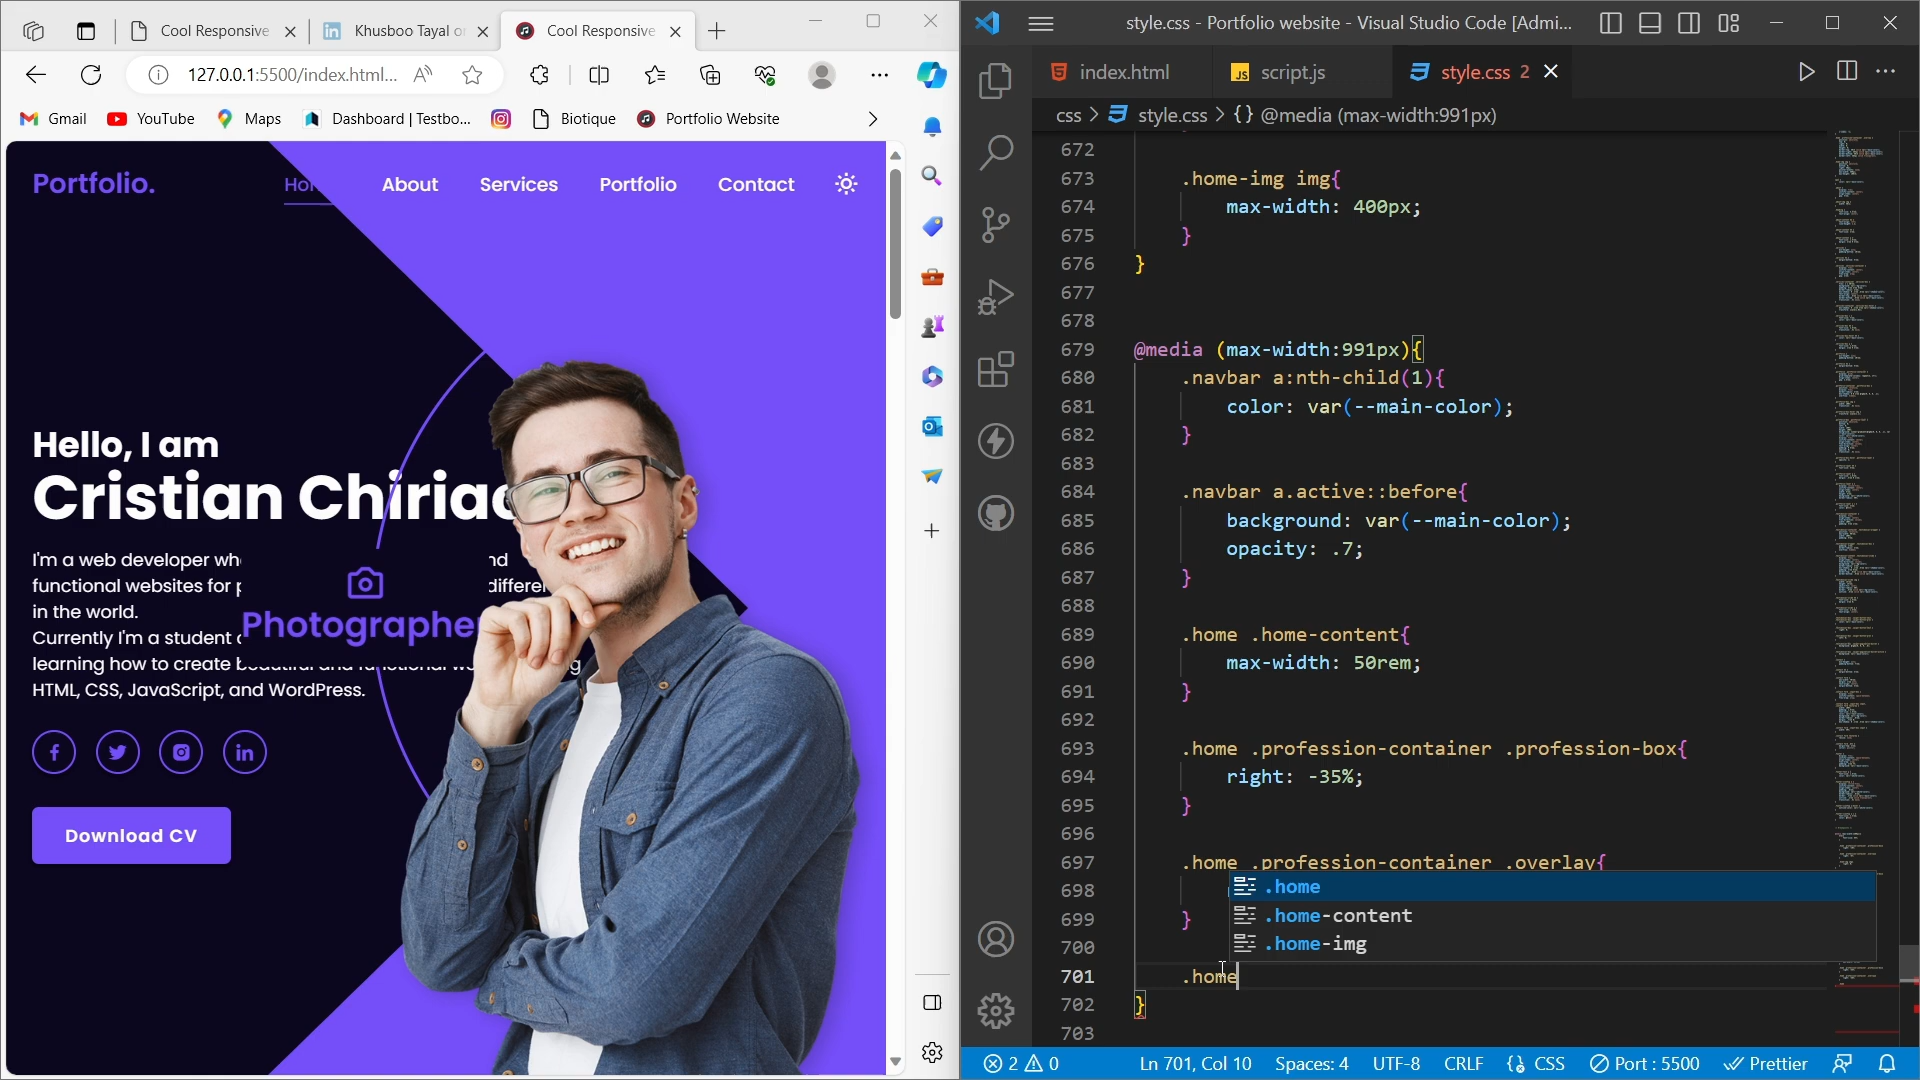 Cool Responsive
Khusboo Tayal o
Cool Responsive
127.0.0.1:5500/index.html...
Gmail
YouTube
Maps
Dashboard | Testbo...
Biotique
Portfolio Website
Portfolio.
Home
About
Services
Portfolio
Contact
Hello, I am
Cristian Chiriac
I'm a web developer wh nd
functional websites for differen
in the world.
Currently I'm a student
learning how to create beautiful and functional
HTML, CSS, JavaScript, and WordPress.
Photographer
Download CV
style.css - Portfolio website - Visual Studio Code [Admi...
index.html
JS script.js
style.css 2
css > style.css > {} @media (max-width:991px)
672
673 .home-img img{
674 max-width: 400px;
675 }
676 }
677
678
679 @media (max-width:991px){
680 .navbar a:nth-child(1){
681 color: var(--main-color);
682 }
683
684 .navbar a.active::before{
685 background: var(--main-color);
686 opacity: .7;
687 }
688
689 .home .home-content{
690 max-width: 50rem;
691 }
692
693 .home .profession-container .profession-box{
694 right: -35%;
695 }
696
697 .home .profession-container .overlay{
698
.home
699 }
.home-content
700
.home-img
701 .home
702 }
703
2 0
Ln 701, Col 10
Spaces: 4
UTF-8
CRLF
{} CSS
Port : 5500
Prettier